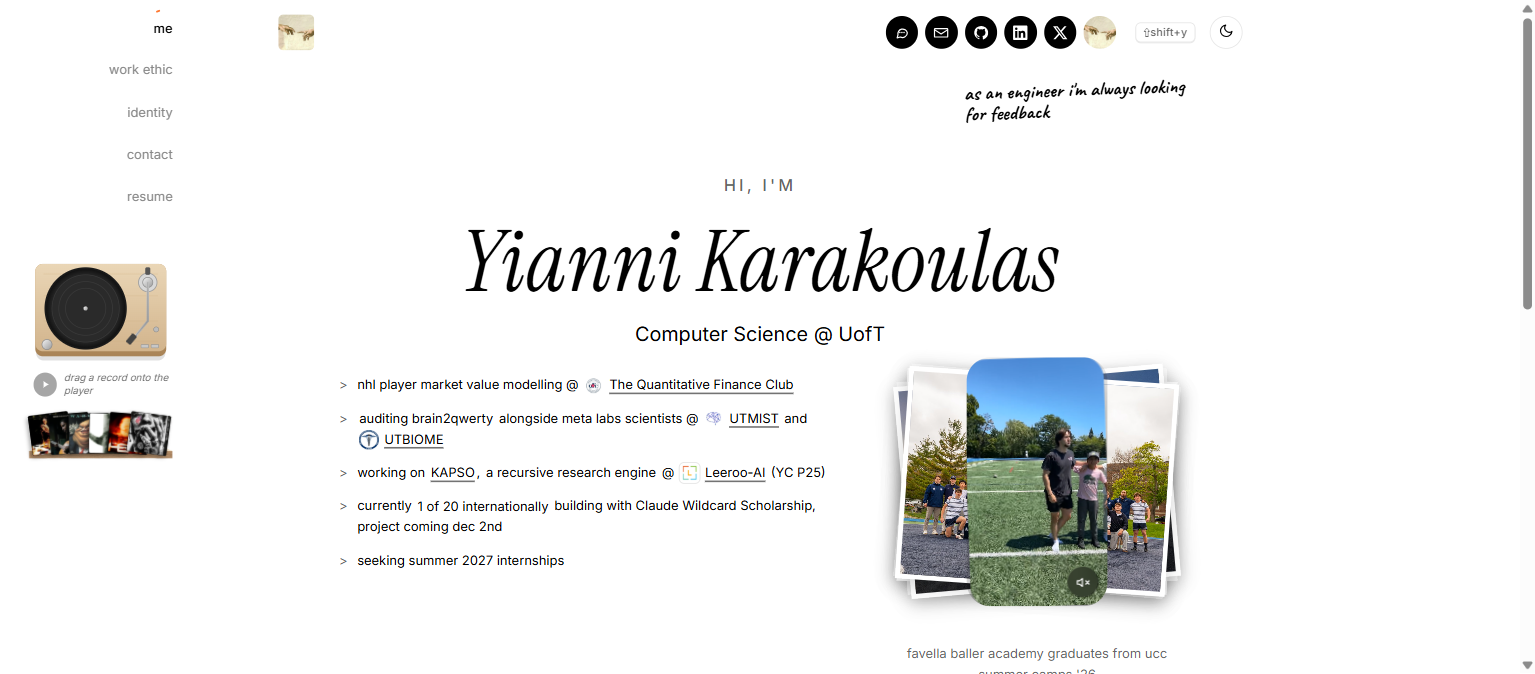 me
work ethic
identity
contact
resume
drag a record onto the
player
⇧shift+y
as an engineer i'm always looking
for feedback
HI, I'M
Yianni Karakoulas
Computer Science @ UofT
> nhl player market value modelling @ The Quantitative Finance Club
> auditing brain2qwerty alongside meta labs scientists @ UTMIST and
UTBIOME
> working on KAPSO, a recursive research engine @ Leeroo-AI (YC P25)
> currently 1 of 20 internationally building with Claude Wildcard Scholarship,
project coming dec 2nd
> seeking summer 2027 internships
favella baller academy graduates from ucc
summer camps '26